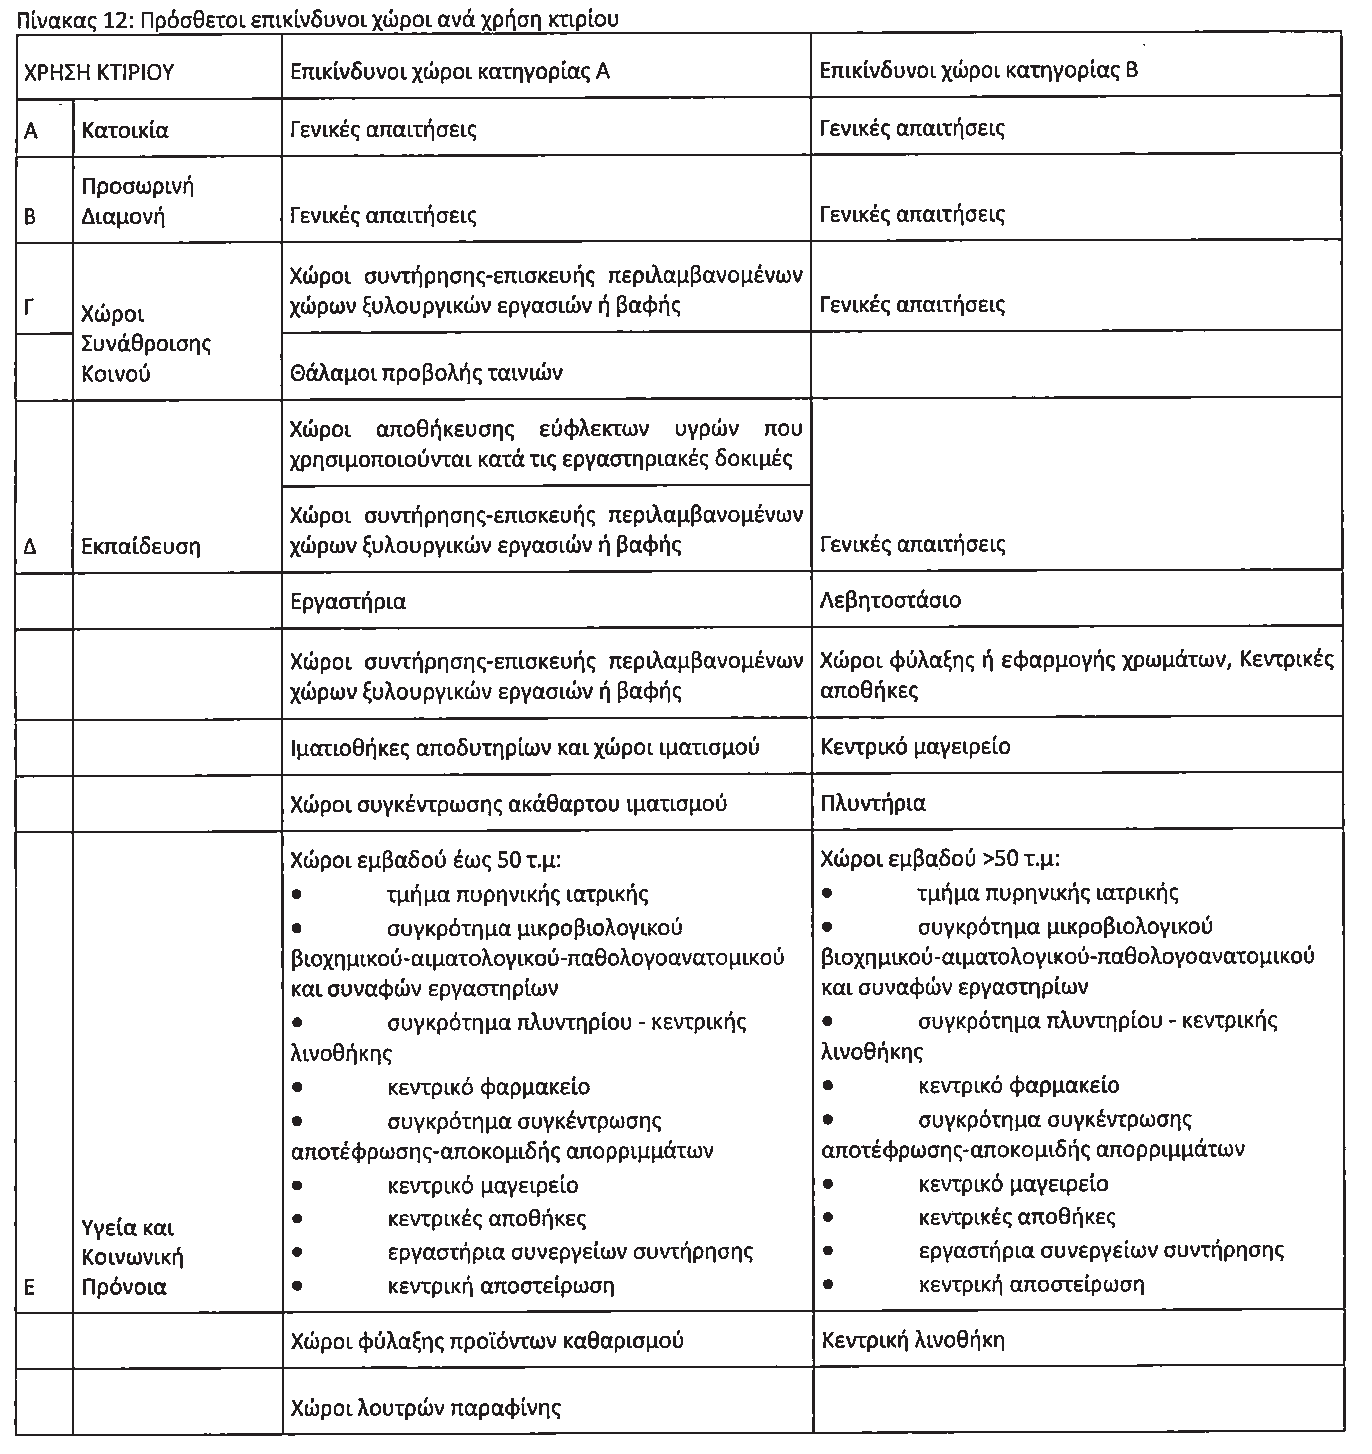 Πίνακας 12: Πρόσθετοι επικίνδυνοι χώροι ανά χρήση κτιρίου
ΧΡΗΣΗ ΚΤΙΡΙΟΥ
Επικίνδυνοι χώροι κατηγορίας Α
Επικίνδυνοι χώροι κατηγορίας Β
Α
Κατοικία
Γενικές απαιτήσεις
Γενικές απαιτήσεις
Β
Προσωρινή
Διαμονή
Γενικές απαιτήσεις
Γενικές απαιτήσεις
Γ
Χώροι
Συνάθροισης
Κοινού
Χώροι συντήρησης-επισκευής περιλαμβανομένων
χώρων ξυλουργικών εργασιών ή βαφής
Γενικές απαιτήσεις
Θάλαμοι προβολής ταινιών
Δ
Εκπαίδευση
Χώροι αποθήκευσης εύφλεκτων υγρών που
χρησιμοποιούνται κατά τις εργαστηριακές δοκιμές
Χώροι συντήρησης-επισκευής περιλαμβανομένων
χώρων ξυλουργικών εργασιών ή βαφής
Γενικές απαιτήσεις
Εργαστήρια
Λεβητοστάσιο
Χώροι συντήρησης-επισκευής περιλαμβανομένων
χώρων ξυλουργικών εργασιών ή βαφής
Χώροι φύλαξης ή εφαρμογής χρωμάτων, Κεντρικές
αποθήκες
Ιματιοθήκες αποδυτηρίων και χώροι ιματισμού
Κεντρικό μαγειρείο
Χώροι συγκέντρωσης ακάθαρτου ιματισμού
Πλυντήρια
Ε
Υγεία και
Κοινωνική
Πρόνοια
Χώροι εμβαδού έως 50 τ.μ:
• τμήμα πυρηνικής ιατρικής
• συγκρότημα μικροβιολογικού
βιοχημικού-αιματολογικού-παθολογοανατομικού
και συναφών εργαστηρίων
• συγκρότημα πλυντηρίου - κεντρικής
λινοθήκης
• κεντρικό φαρμακείο
• συγκρότημα συγκέντρωσης
αποτέφρωσης-αποκομιδής απορριμμάτων
• κεντρικό μαγειρείο
• κεντρικές αποθήκες
• εργαστήρια συνεργείων συντήρησης
• κεντρική αποστείρωση
Χώροι εμβαδού >50 τ.μ:
• τμήμα πυρηνικής ιατρικής
• συγκρότημα μικροβιολογικού
βιοχημικού-αιματολογικού-παθολογοανατομικού
και συναφών εργαστηρίων
• συγκρότημα πλυντηρίου - κεντρικής
λινοθήκης
• κεντρικό φαρμακείο
• συγκρότημα συγκέντρωσης
αποτέφρωσης-αποκομιδής απορριμμάτων
• κεντρικό μαγειρείο
• κεντρικές αποθήκες
• εργαστήρια συνεργείων συντήρησης
• κεντρική αποστείρωση
Χώροι φύλαξης προϊόντων καθαρισμού
Κεντρική λινοθήκη
Χώροι λουτρών παραφίνης